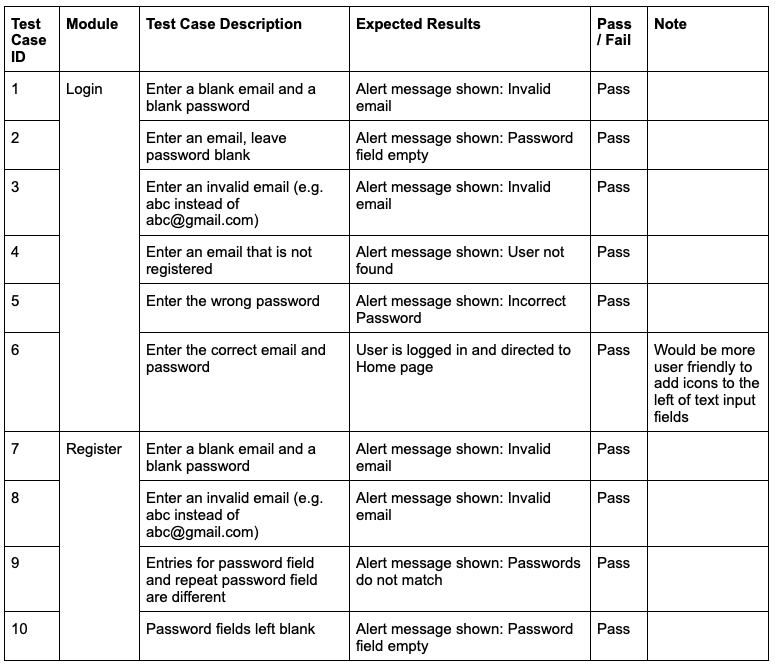 Test Case ID Module Test Case Description Expected Results Pass / Fail Note
1 Login Enter a blank email and a blank password Alert message shown: Invalid email Pass
2 Enter an email, leave password blank Alert message shown: Password field empty Pass
3 Enter an invalid email (e.g. abc instead of abc@gmail.com) Alert message shown: Invalid email Pass
4 Enter an email that is not registered Alert message shown: User not found Pass
5 Enter the wrong password Alert message shown: Incorrect Password Pass
6 Enter the correct email and password User is logged in and directed to Home page Pass Would be more user friendly to add icons to the left of text input fields
7 Register Enter a blank email and a blank password Alert message shown: Invalid email Pass
8 Enter an invalid email (e.g. abc instead of abc@gmail.com) Alert message shown: Invalid email Pass
9 Entries for password field and repeat password field are different Alert message shown: Passwords do not match Pass
10 Password fields left blank Alert message shown: Password field empty Pass